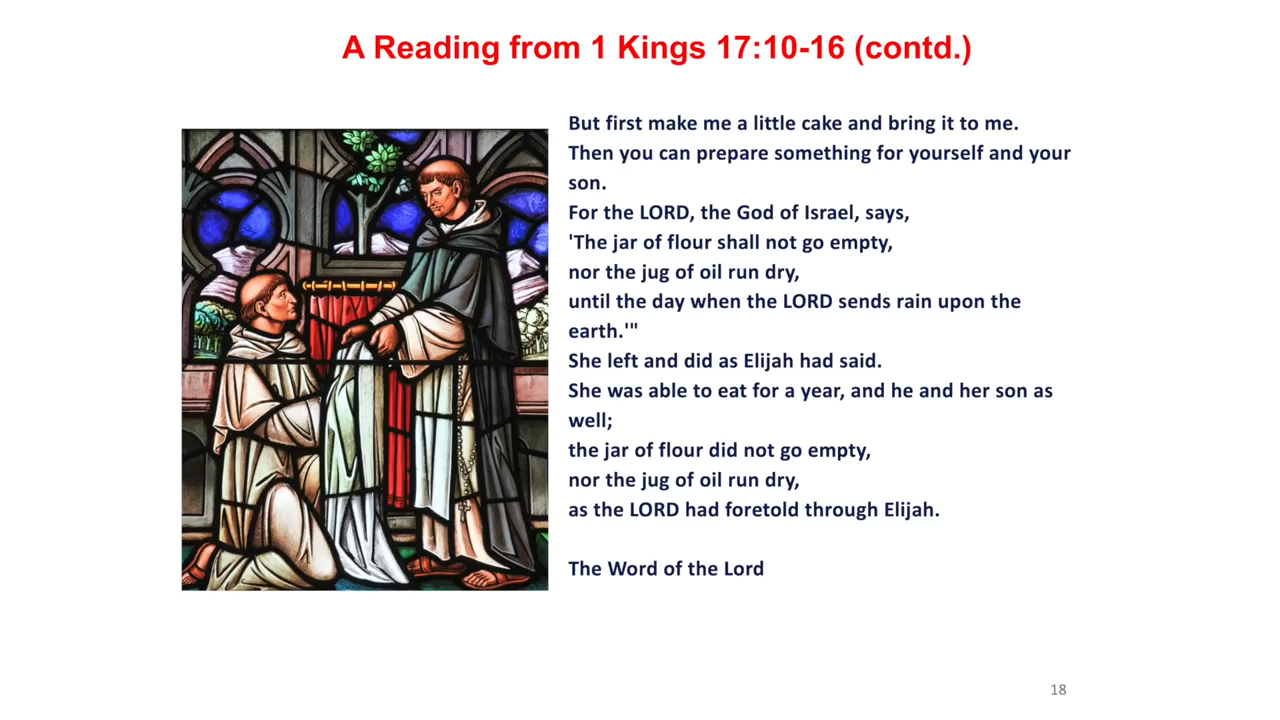 A Reading from 1 Kings 17:10-16 (contd.)
But first make me a little cake and bring it to me.
Then you can prepare something for yourself and your
son.
For the LORD, the God of Israel, says,
'The jar of flour shall not go empty,
nor the jug of oil run dry,
until the day when the LORD sends rain upon the
earth.'"
She left and did as Elijah had said.
She was able to eat for a year, and he and her son as
well;
the jar of flour did not go empty,
nor the jug of oil run dry,
as the LORD had foretold through Elijah.
The Word of the Lord
18